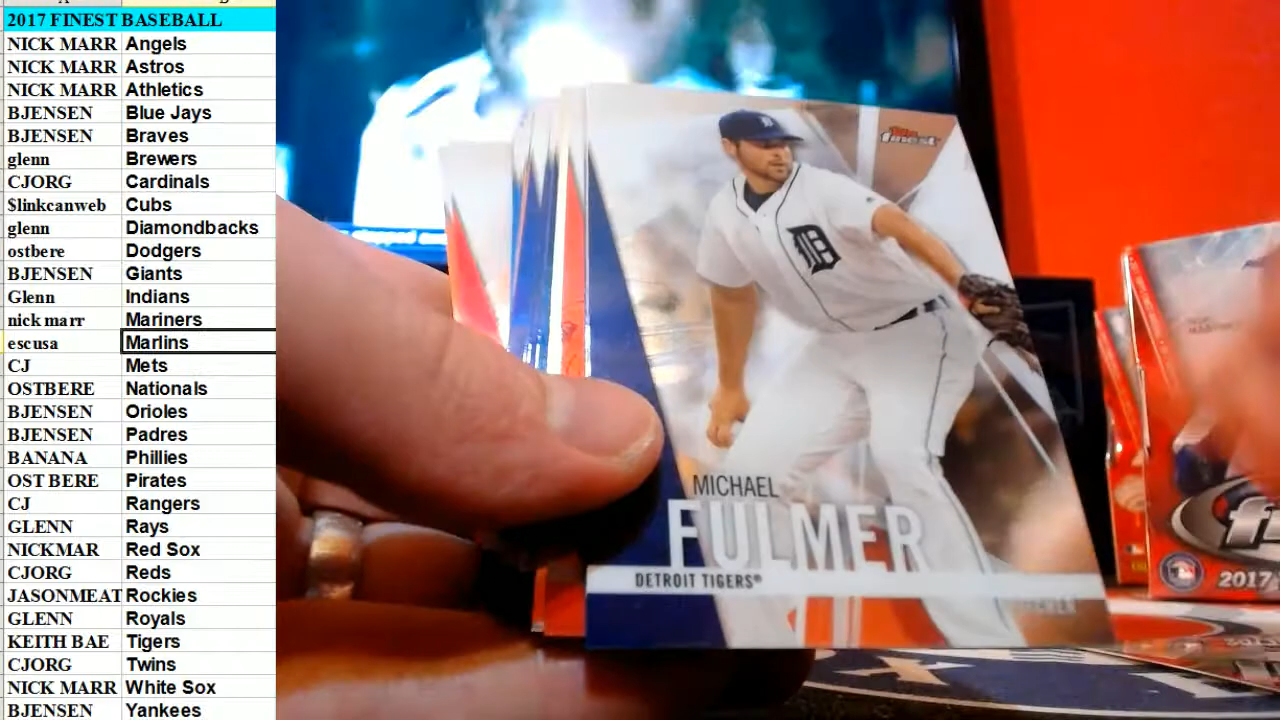 2017 FINEST BASEBALL
NICK MARR Angels
NICK MARR Astros
NICK MARR Athletics
BJENSEN Blue Jays
BJENSEN Braves
glenn Brewers
CJORG Cardinals
$linkcanweb Cubs
glenn Diamondbacks
ostbere Dodgers
BJENSEN Giants
Glenn Indians
nick marr Mariners
escusa Marlins
CJ Mets
OSTBERE Nationals
BJENSEN Orioles
BJENSEN Padres
BANANA Phillies
OST BERE Pirates
CJ Rangers
GLENN Rays
NICKMAR Red Sox
CJORG Reds
JASONMEAT Rockies
GLENN Royals
KEITH BAE Tigers
CJORG Twins
NICK MARR White Sox
BJENSEN Yankees
Topps
finest
MICHAEL
FULMER
DETROIT TIGERS®
2017